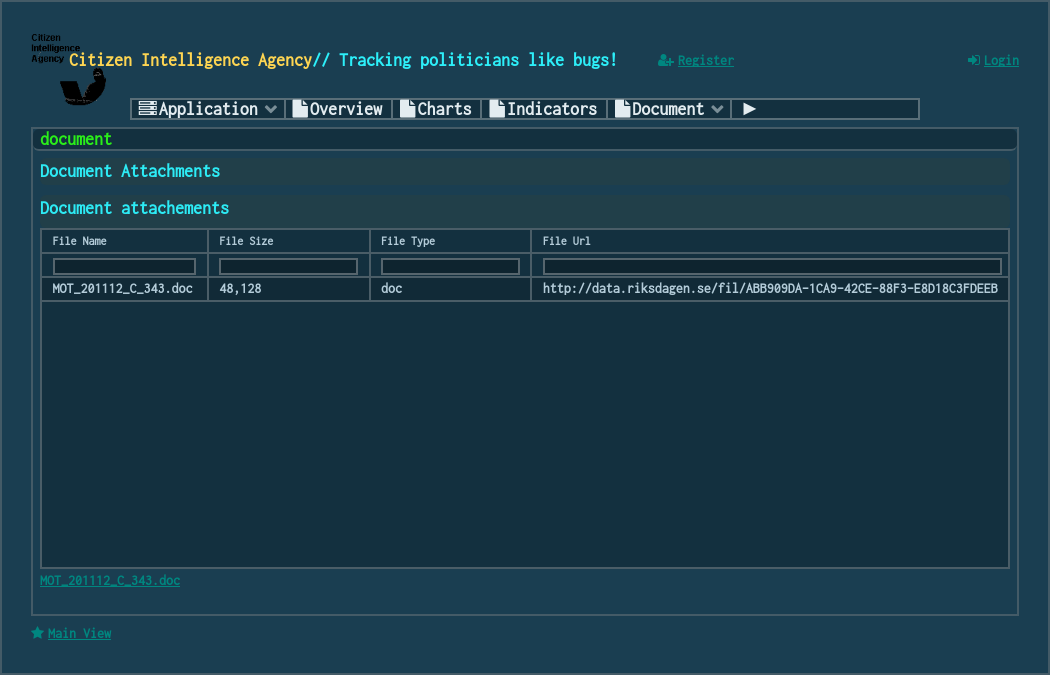 Citizen
Intelligence
Agency
Citizen Intelligence Agency// Tracking politicians like bugs!
Register
Login
Application
Overview
Charts
Indicators
Document
document
Document Attachments
Document attachements
File Name
File Size
File Type
File Url
MOT_201112_C_343.doc
48,128
doc
http://data.riksdagen.se/fil/ABB909DA-1CA9-42CE-88F3-E8D18C3FDEEB
MOT_201112_C_343.doc
Main View